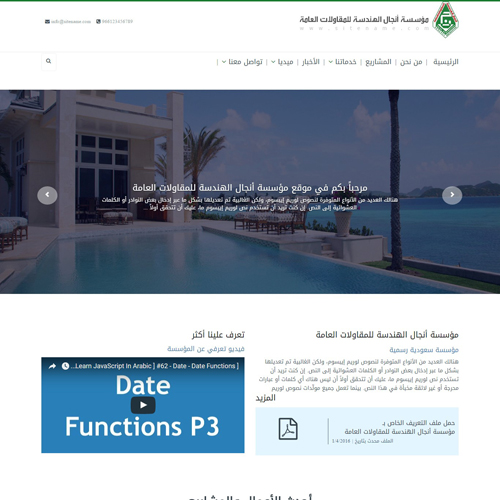 مؤسسة أنجال الهندسة للمقاولات العامة
www.sitename.com
info@sitename.com
00966123456789
الرئيسية | من نحن | المشاريع | خدماتنا | الأخبار | ميديا | تواصل معنا |
مرحباً بكم في موقع مؤسسة أنجال الهندسة للمقاولات العامة
هنالك العديد من الأنواع المتوفرة لنصوص لوريم إيبسوم، ولكن الغالبية تم تعديلها بشكل ما عبر إدخال بعض النوادر أو الكلمات
العشوائية إلى النص. إن كنت تريد أن تستخدم نص لوريم إيبسوم ما، عليك أن تتحقق أولاً ...
مؤسسة أنجال الهندسة للمقاولات العامة
مؤسسة سعودية رسمية
هنالك العديد من الأنواع المتوفرة لنصوص لوريم إيبسوم، ولكن الغالبية تم تعديلها
بشكل ما عبر إدخال بعض النوادر أو الكلمات العشوائية إلى النص. إن كنت تريد أن
تستخدم نص لوريم إيبسوم ما، عليك أن تتحقق أولاً أن ليس هناك أي كلمات أو عبارات
محرجة أو غير لائقة مخبأة في هذا النص. بينما تعمل جميع مولّدات نصوص لوريم
المزيد
حمل ملف التعريف الخاص بـ
مؤسسة أنجال الهندسة للمقاولات العامة
الملف محدث بتاريخ : 1/4/2016
تعرف علينا أكثر
فيديو تعرفي عن المؤسسة
...Learn JavaScript In Arabic ] #62 - Date - Date Functions ]
Date
Functions P3
أحدث الأعمال والمشاريع